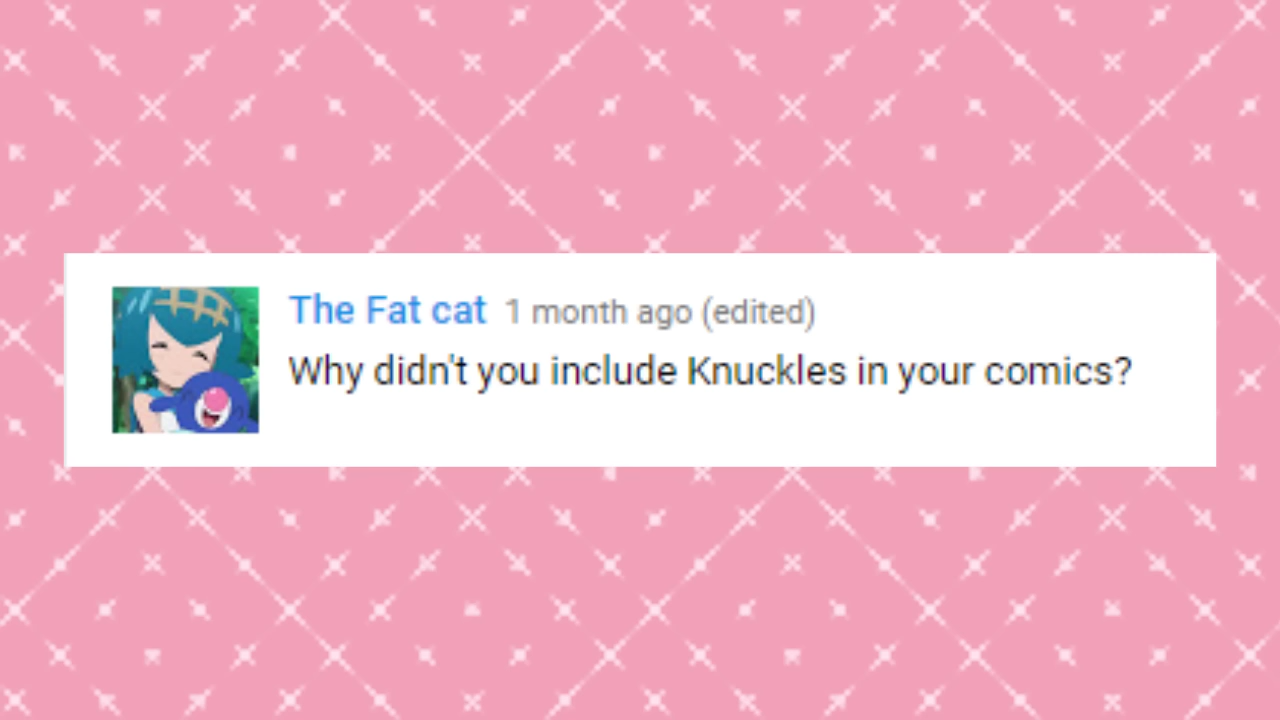 The Fat cat 1 month ago (edited)
Why didn't you include Knuckles in your comics?